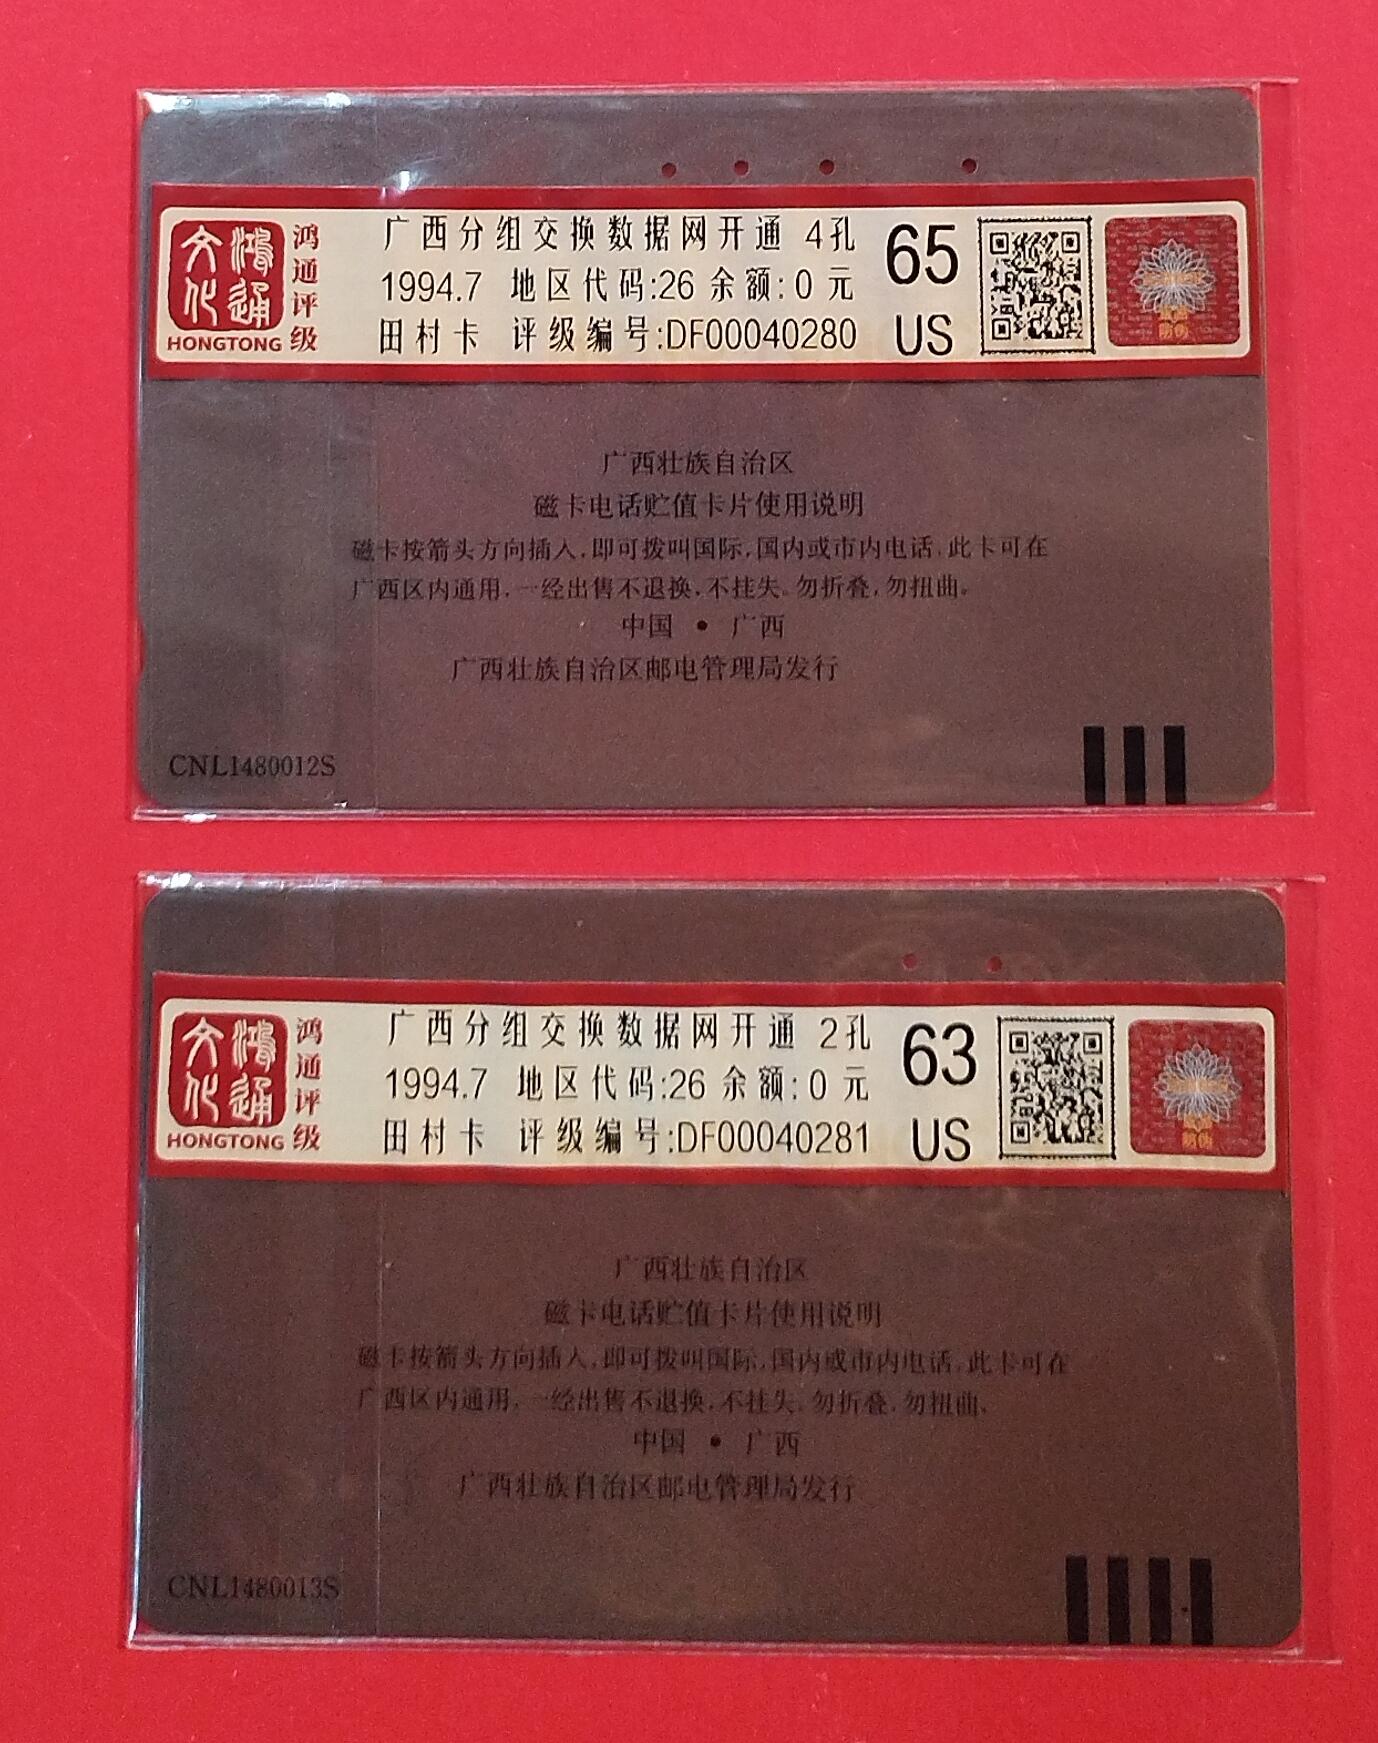 鸿通文化
HONGTONG
鸿通评级
广西分组交换数据网开通 4孔
1994.7 地区代码:26 余额:0 元
田村卡 评级编号:DF00040280
65
US
防伪
广西壮族自治区
磁卡电话贮值卡片使用说明
磁卡按箭头方向插入,即可拨叫国际,国内或市内电话,此卡可在
广西区内通用,一经出售不退换,不挂失。勿折叠,勿扭曲。
中国 • 广西
广西壮族自治区邮电管理局发行
CNL1480012S
鸿通文化
HONGTONG
鸿通评级
广西分组交换数据网开通 2孔
1994.7 地区代码:26 余额:0 元
田村卡 评级编号:DF00040281
63
US
防伪
广西壮族自治区
磁卡电话贮值卡片使用说明
磁卡按箭头方向插入,即可拨叫国际,国内或市内电话,此卡可在
广西区内通用,一经出售不退换,不挂失,勿折叠,勿扭曲、
中国 • 广西
广西壮族自治区邮电管理局发行
CNL1480013S